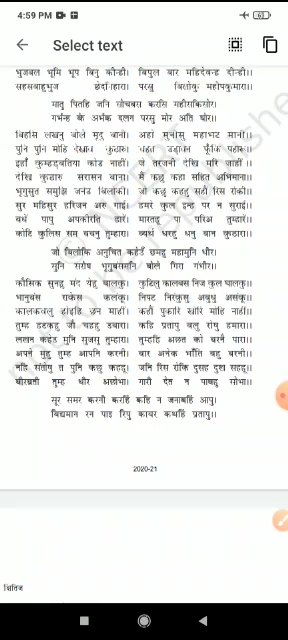 4:59 PM
63
Select text
भुजबल भूमि भूप बिनु कीन्ही। बिपुल बार महिदेवन्ह दीन्ही॥
सहसबाहुभुज छेदनिहारा। परसु बिलोकु महीपकुमारा॥
मातु पितहि जनि सोचबस करसि महीसकिसोर।
गर्भन्ह के अर्भक दलन परसु मोर अति घोर॥
बिहसि लखनु बोले मृदु बानी। अहो मुनीसु महाभट मानी॥
पुनि पुनि मोहि देखाव कुठारू। चहत उड़ावन फूँकि पहारू॥
इहाँ कुम्हड़बतिया कोउ नाहीं। जे तरजनी देखि मरि जाहीं॥
देखि कुठारु सरासन बाना। मैं कछु कहा सहित अभिमाना॥
भृगुसुत समुझि जनेउ बिलोकी। जो कछु कहहु सहौं रिस रोकी॥
सुर महिसुर हरिजन अरु गाई। हमरे कुल इन्ह पर न सुराई॥
बधें पापु अपकीरति हारें। मारतहू पा परिअ तुम्हारें॥
कोटि कुलिस सम बचनु तुम्हारा। ब्यर्थ धरहु धनु बान कुठारा॥
जो बिलोकि अनुचित कहेउँ छमहु महामुनि धीर।
सुनि सरोष भृगुबंसमनि बोले गिरा गंभीर॥
कौसिक सुनहु मंद येहु बालकु। कुटिलु कालबस निज कुल घालकु॥
भानुबंस राकेस कलंकू। निपट निरंकुसु अबुधु असंकू॥
कालकवलु होइहि छन माहीं। कहौं पुकारि खोरि मोहि नाहीं॥
तुम्ह हटकहु जौ चहहु उबारा। कहि प्रतापु बलु रोषु हमारा॥
लखन कहेउ मुनि सुजसु तुम्हारा। तुम्हहि अछत को बरनै पारा॥
अपने मुहु तुम्ह आपनि करनी। बार अनेक भाँति बहु बरनी॥
नहि संतोषु त पुनि कछु कहहू। जनि रिस रोकि दुसह दुख सहहू॥
बीरब्रती तुम्ह धीर अछोभा। गारी देत न पावहु सोभा॥
सूर समर करनी करहिं कहि न जनावहिं आपु।
बिद्यमान रन पाइ रिपु कायर कथहिं प्रतापु॥
2020-21
क्षितिज